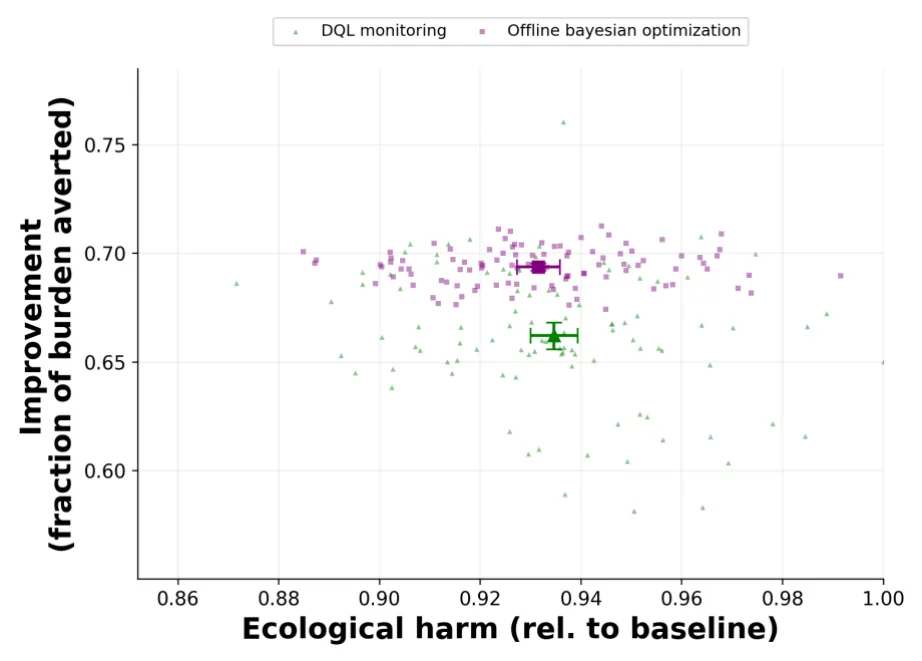 DQL monitoring Offline bayesian optimization
Improvement
(fraction of burden averted)
0.75
0.70
0.65
0.60
0.86 0.88 0.90 0.92 0.94 0.96 0.98 1.00
Ecological harm (rel. to baseline)